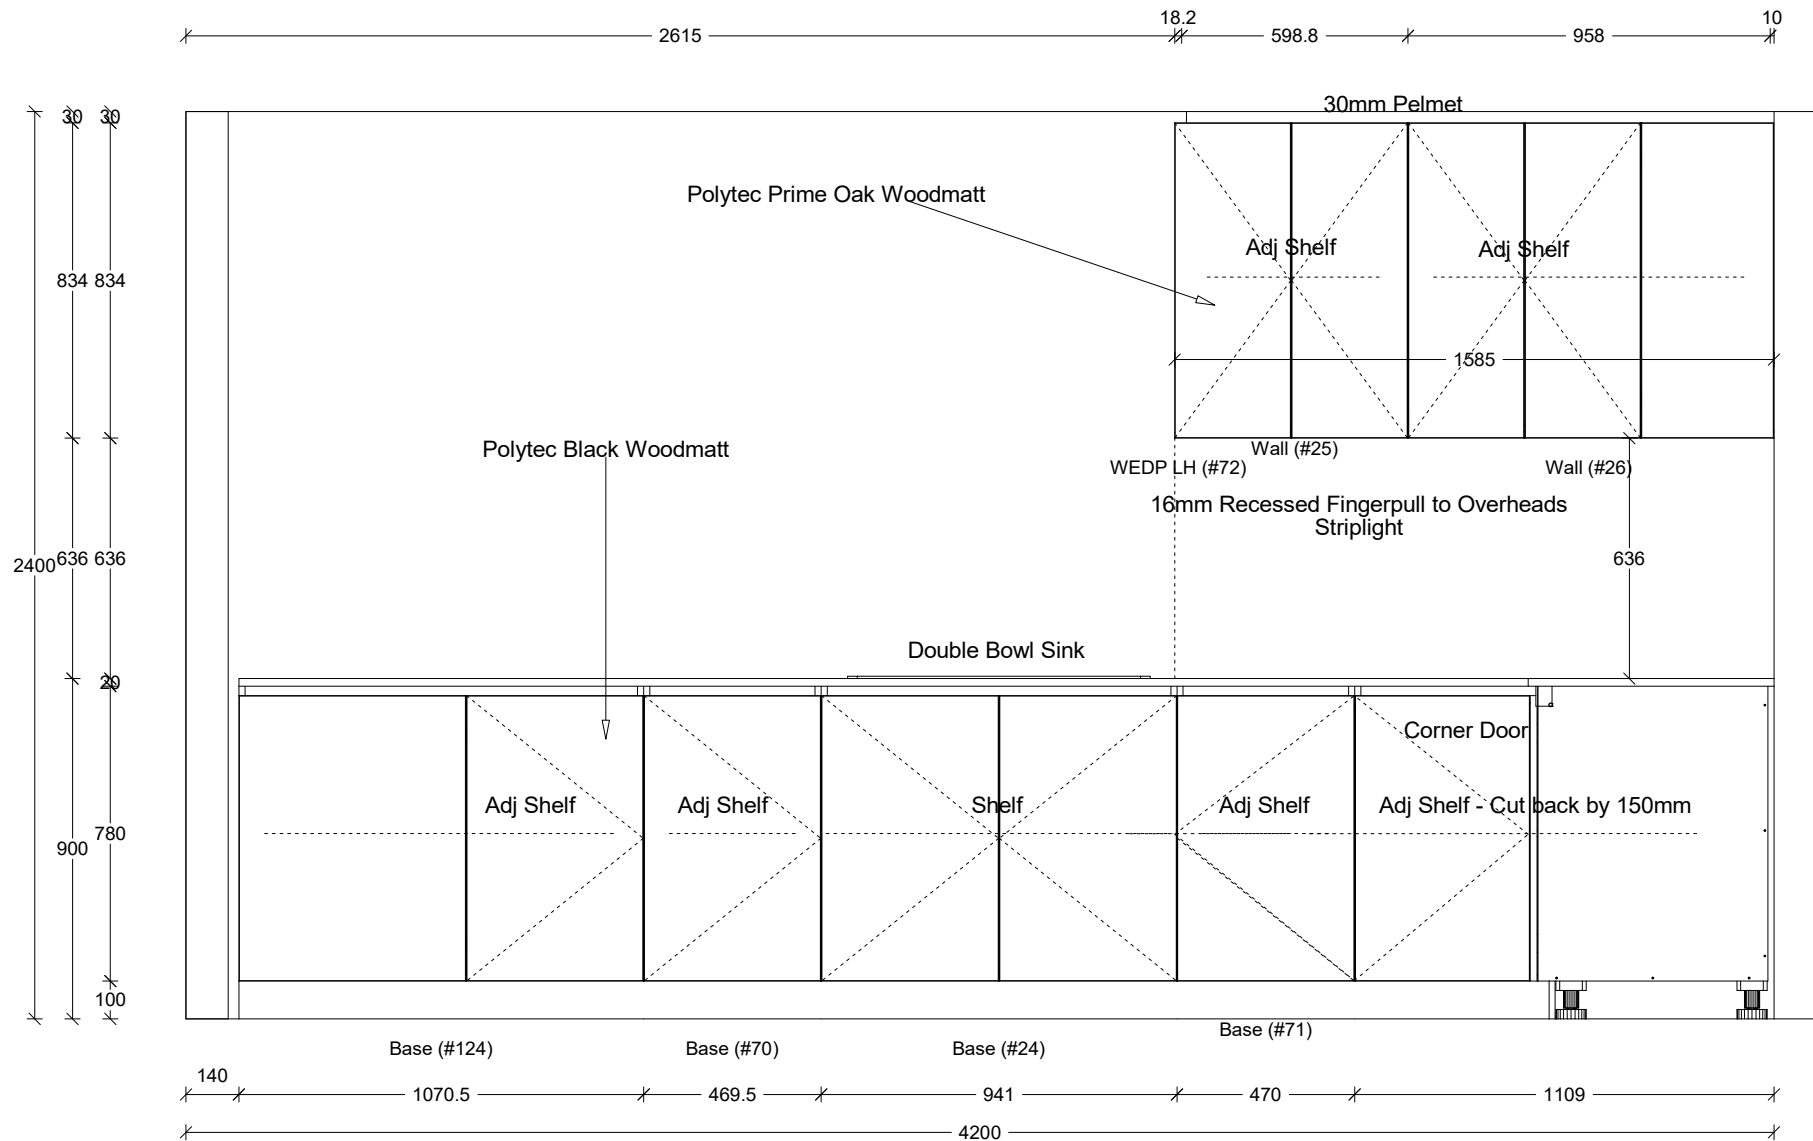 18.2
10
2615
598.8
958
30
30
30mm Pelmet
Polytec Prime Oak Woodmatt
Adj Shelf
Adj Shelf
834
834
1585
Polytec Black Woodmatt
Wall (#25)
WEDP LH (#72)
Wall (#26)
16mm Recessed Fingerpull to Overheads
Striplight
2400
636
636
636
Double Bowl Sink
20
Corner Door
Adj Shelf
Adj Shelf
Shelf
Adj Shelf
Adj Shelf - Cut back by 150mm
780
900
100
Base (#71)
Base (#124)
Base (#70)
Base (#24)
140
1070.5
469.5
941
470
1109
4200